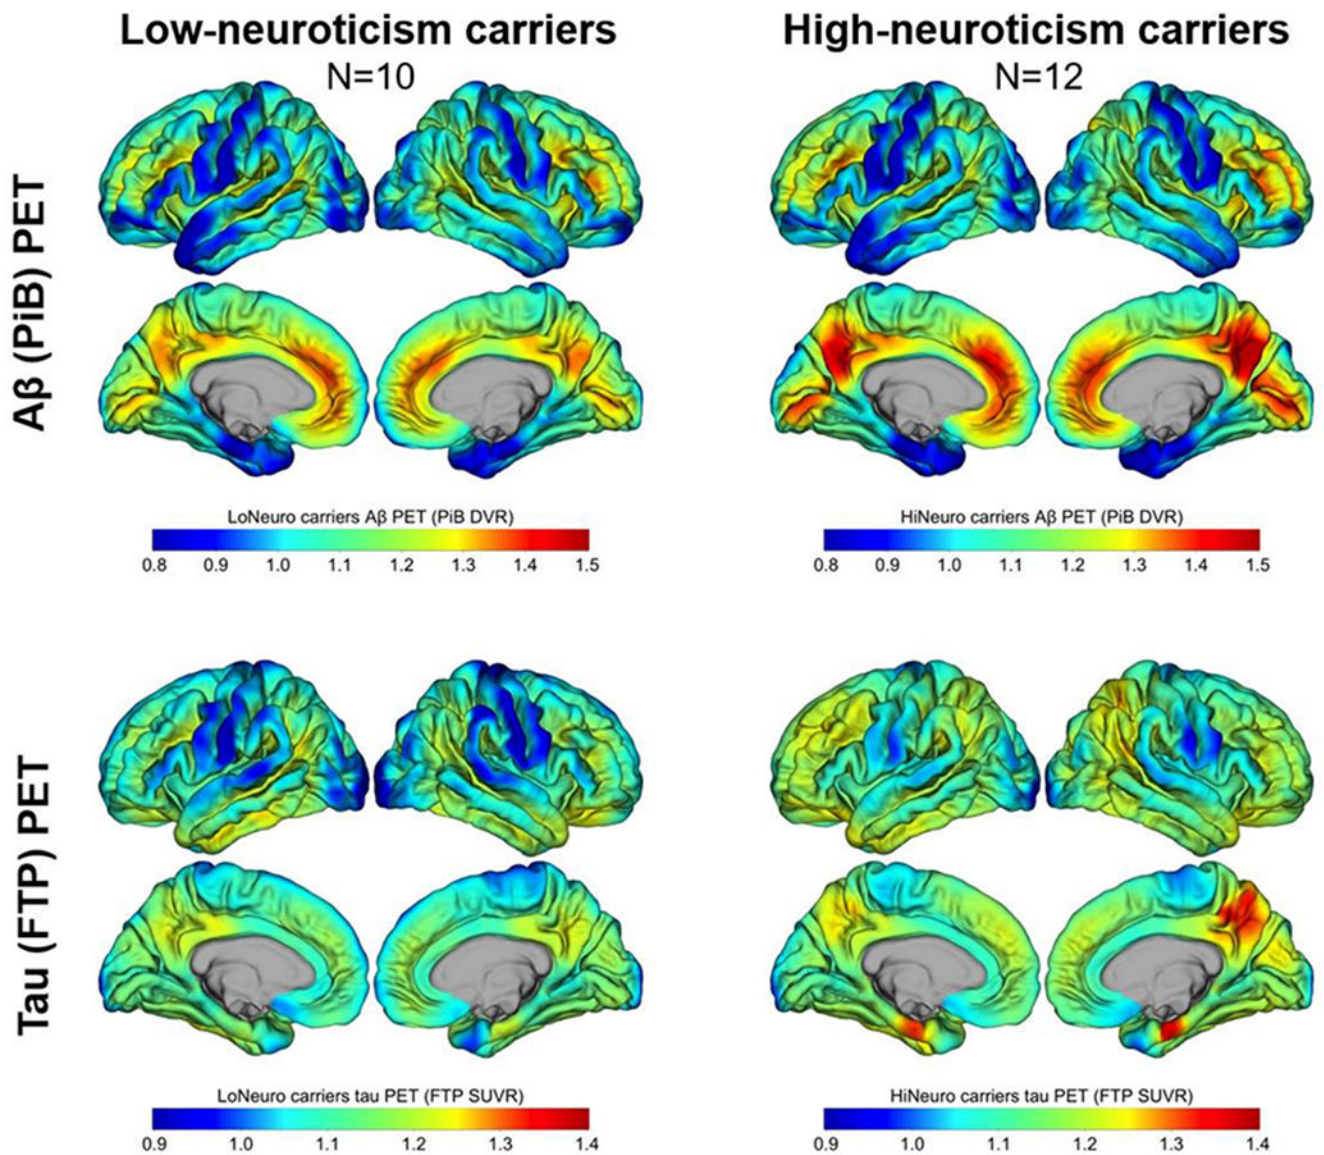 Low-neuroticism carriers
N=10
High-neuroticism carriers
N=12
Aβ (PiB) PET
LoNeuro carriers Aβ PET (PiB DVR)
0.8 0.9 1.0 1.1 1.2 1.3 1.4 1.5
HiNeuro carriers Aβ PET (PiB DVR)
0.8 0.9 1.0 1.1 1.2 1.3 1.4 1.5
Tau (FTP) PET
LoNeuro carriers tau PET (FTP SUVR)
0.9 1.0 1.1 1.2 1.3 1.4
HiNeuro carriers tau PET (FTP SUVR)
0.9 1.0 1.1 1.2 1.3 1.4